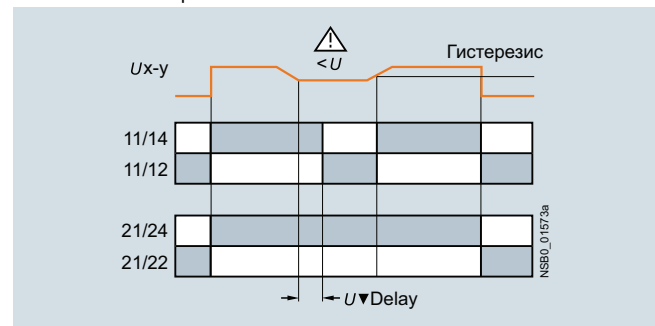 Гистерезис
< U
Ux-y
11/14
11/12
21/24
21/22
NSB0_01573a
U▼Delay